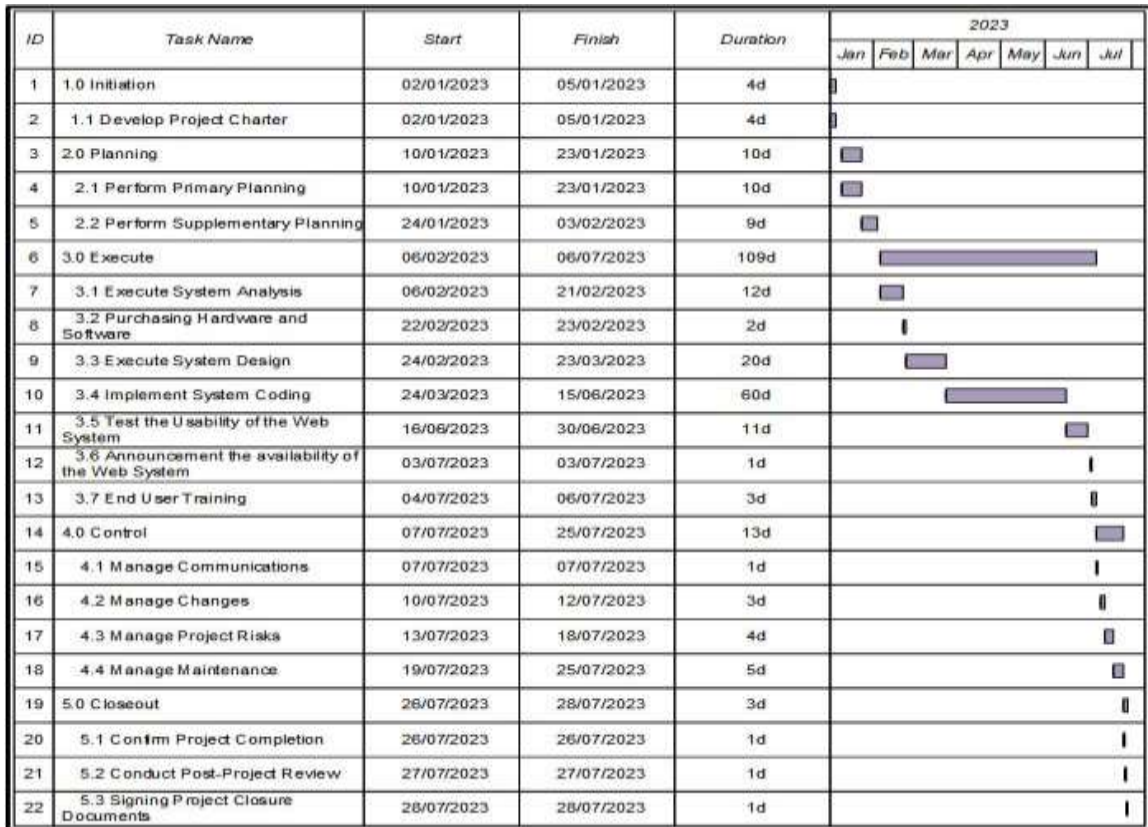 ID Task Name Start Finish Duration 2023
Jan Feb Mar Apr May Jun Jul
1 1.0 Initiation 02/01/2023 05/01/2023 4d
2 1.1 Develop Project Charter 02/01/2023 05/01/2023 4d
3 2.0 Planning 10/01/2023 23/01/2023 10d
4 2.1 Perform Primary Planning 10/01/2023 23/01/2023 10d
5 2.2 Perform Supplementary Planning 24/01/2023 03/02/2023 9d
6 3.0 Execute 06/02/2023 06/07/2023 109d
7 3.1 Execute System Analysis 06/02/2023 21/02/2023 12d
8 3.2 Purchasing Hardware and
Software 22/02/2023 23/02/2023 2d
9 3.3 Execute System Design 24/02/2023 23/03/2023 20d
10 3.4 Implement System Coding 24/03/2023 15/06/2023 60d
11 3.5 Test the Usability of the Web
System 16/06/2023 30/06/2023 11d
12 3.6 Announcement the availability of
the Web System 03/07/2023 03/07/2023 1d
13 3.7 End User Training 04/07/2023 06/07/2023 3d
14 4.0 Control 07/07/2023 25/07/2023 13d
15 4.1 Manage Communications 07/07/2023 07/07/2023 1d
16 4.2 Manage Changes 10/07/2023 12/07/2023 3d
17 4.3 Manage Project Risks 13/07/2023 18/07/2023 4d
18 4.4 Manage Maintenance 19/07/2023 25/07/2023 5d
19 5.0 Closeout 26/07/2023 28/07/2023 3d
20 5.1 Confirm Project Completion 26/07/2023 26/07/2023 1d
21 5.2 Conduct Post-Project Review 27/07/2023 27/07/2023 1d
22 5.3 Signing Project Closure
Documents 28/07/2023 28/07/2023 1d